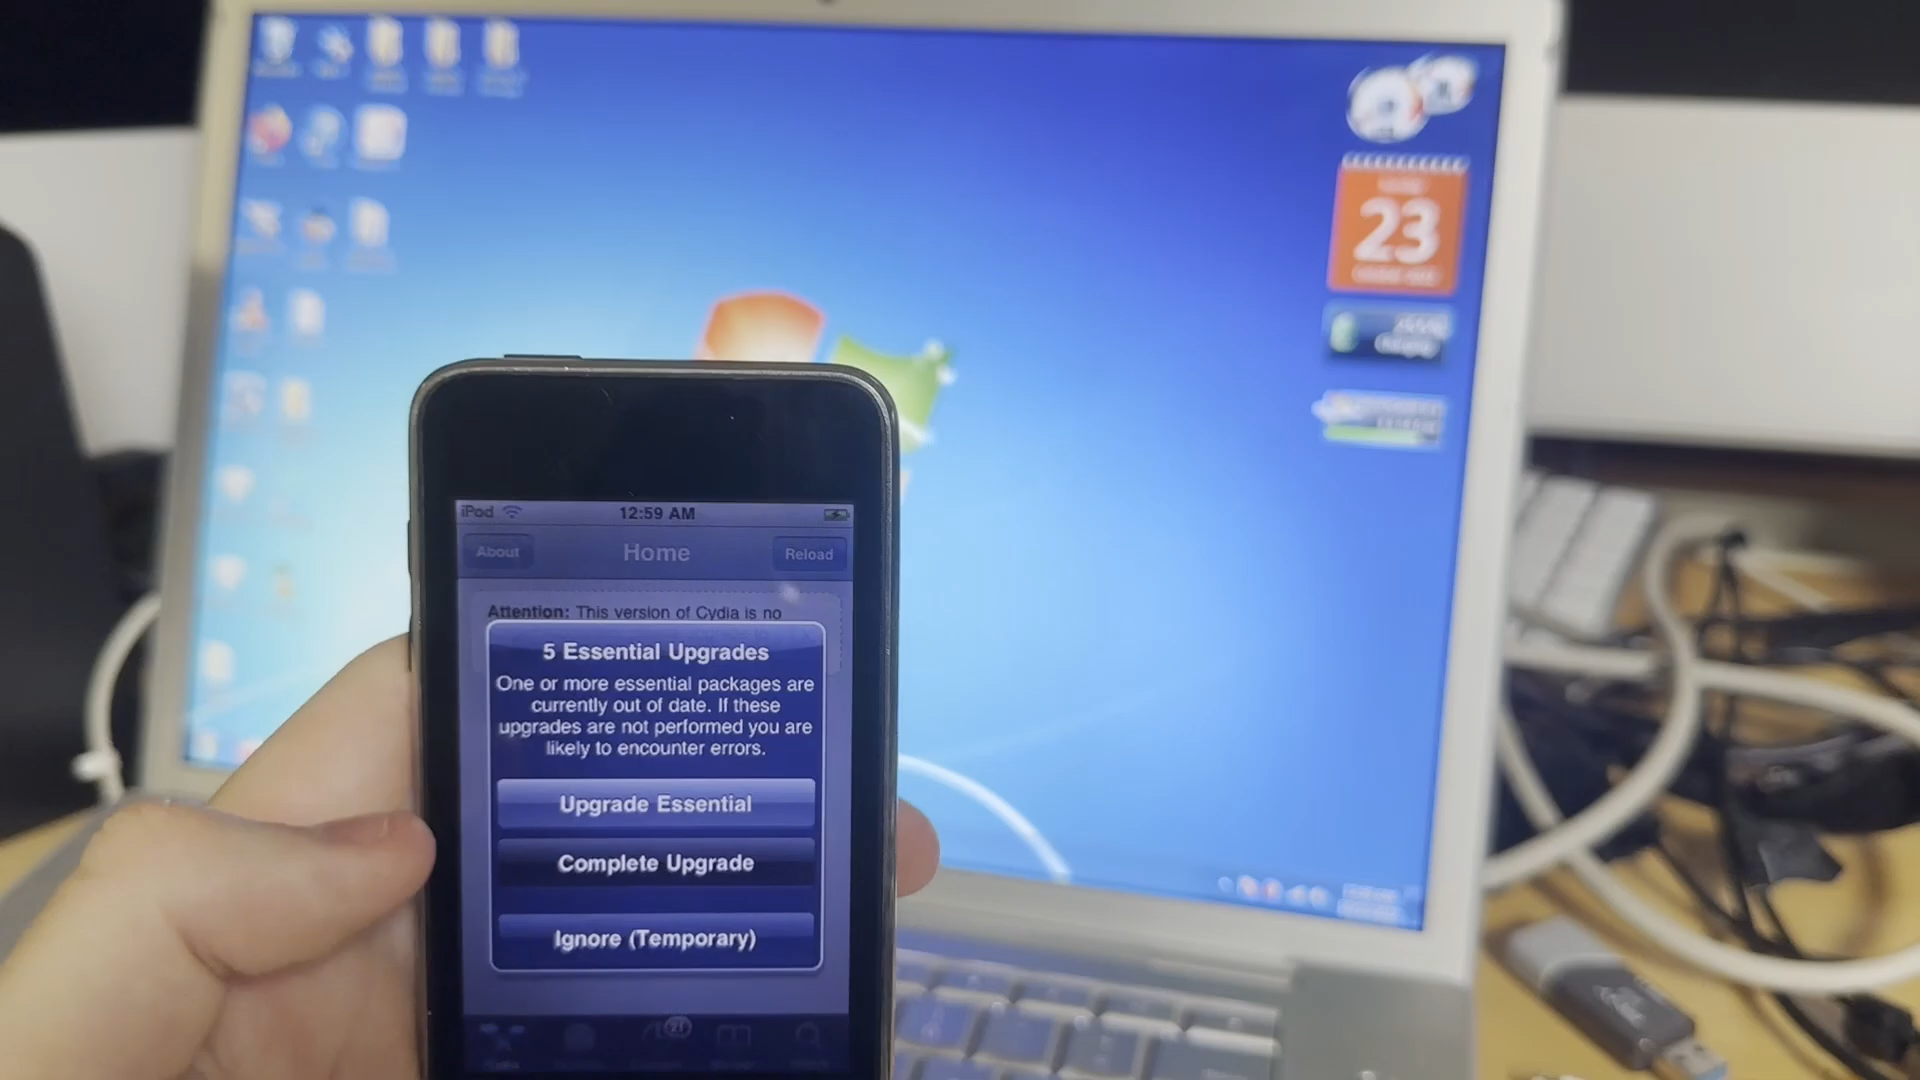 23
iPod
12:59 AM
About
Home
Reload
Attention: This version of Cydia is no
5 Essential Upgrades
One or more essential packages are
currently out of date. If these
upgrades are not performed you are
likely to encounter errors.
Upgrade Essential
Complete Upgrade
Ignore (Temporary)
21